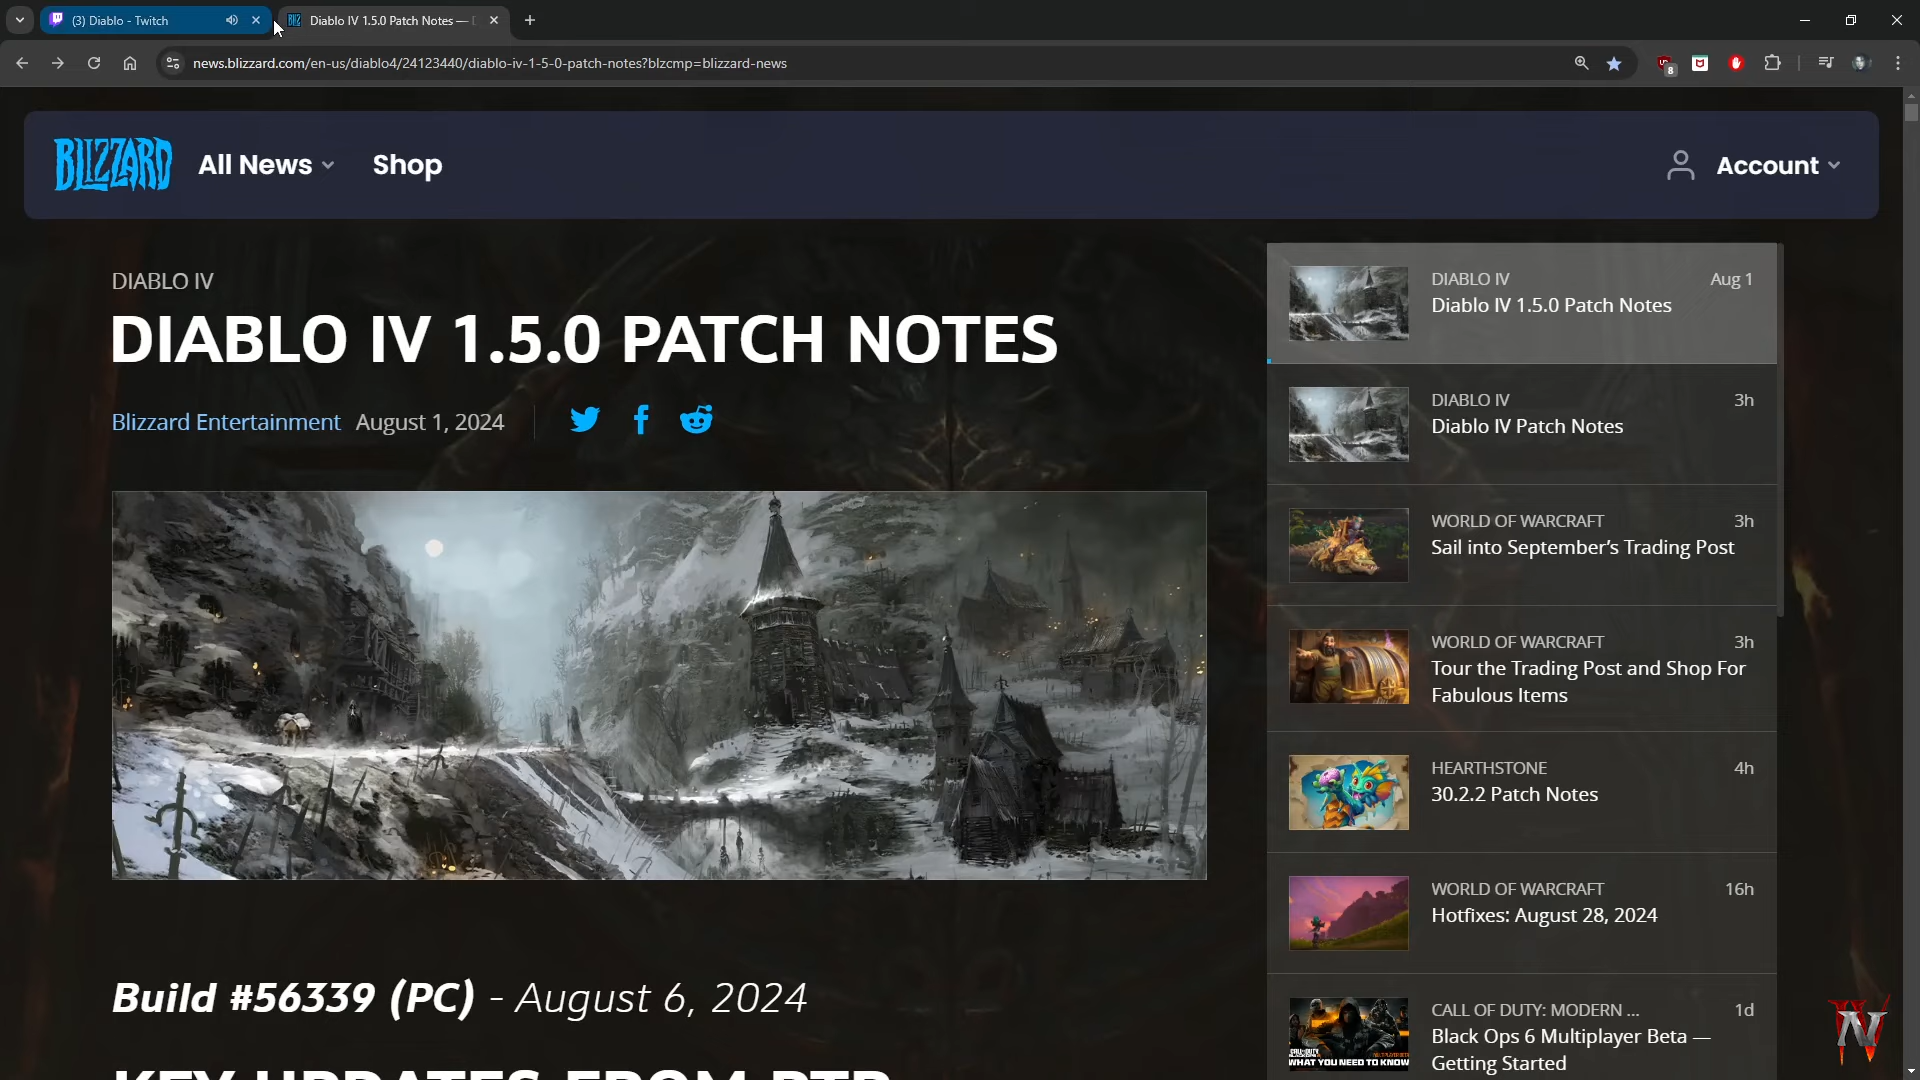 (3) Diablo - Twitch
Diablo IV 1.5.0 Patch Notes —
news.blizzard.com/en-us/diablo4/24123440/diablo-iv-1-5-0-patch-notes?blzcmp=blizzard-news
8
BLIZZARD
All News
Shop
Account
DIABLO IV
DIABLO IV 1.5.0 PATCH NOTES
Blizzard Entertainment August 1, 2024
Build #56339 (PC) - August 6, 2024
KEY UPDATES FROM PTR
DIABLO IV Aug 1
Diablo IV 1.5.0 Patch Notes
DIABLO IV 3h
Diablo IV Patch Notes
WORLD OF WARCRAFT 3h
Sail into September’s Trading Post
WORLD OF WARCRAFT 3h
Tour the Trading Post and Shop For
Fabulous Items
HEARTHSTONE 4h
30.2.2 Patch Notes
WORLD OF WARCRAFT 16h
Hotfixes: August 28, 2024
CALL OF DUTY: MODERN ... 1d
Black Ops 6 Multiplayer Beta —
Getting Started
WHAT YOU NEED TO KNOW